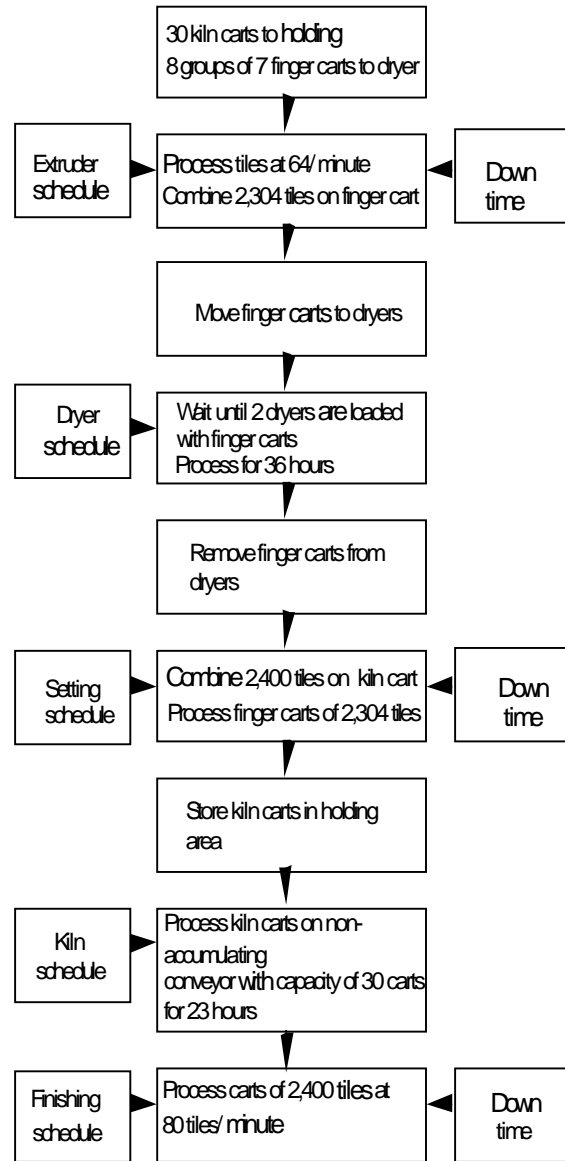 30 kiln carts to holding
8 groups of 7 finger carts to dryer
Extruder
schedule
Process tiles at 64/minute
Combine 2,304 tiles on finger cart
Down
time
Move finger carts to dryers
Dryer
schedule
Wait until 2 dryers are loaded
with finger carts
Process for 36 hours
Remove finger carts from
dryers
Setting
schedule
Combine 2,400 tiles on kiln cart
Process finger carts of 2,304 tiles
Down
time
Store kiln carts in holding
area
Kiln
schedule
Process kiln carts on non-
accumulating
conveyor with capacity of 30 carts
for 23 hours
Finishing
schedule
Process carts of 2,400 tiles at
80 tiles/minute
Down
time